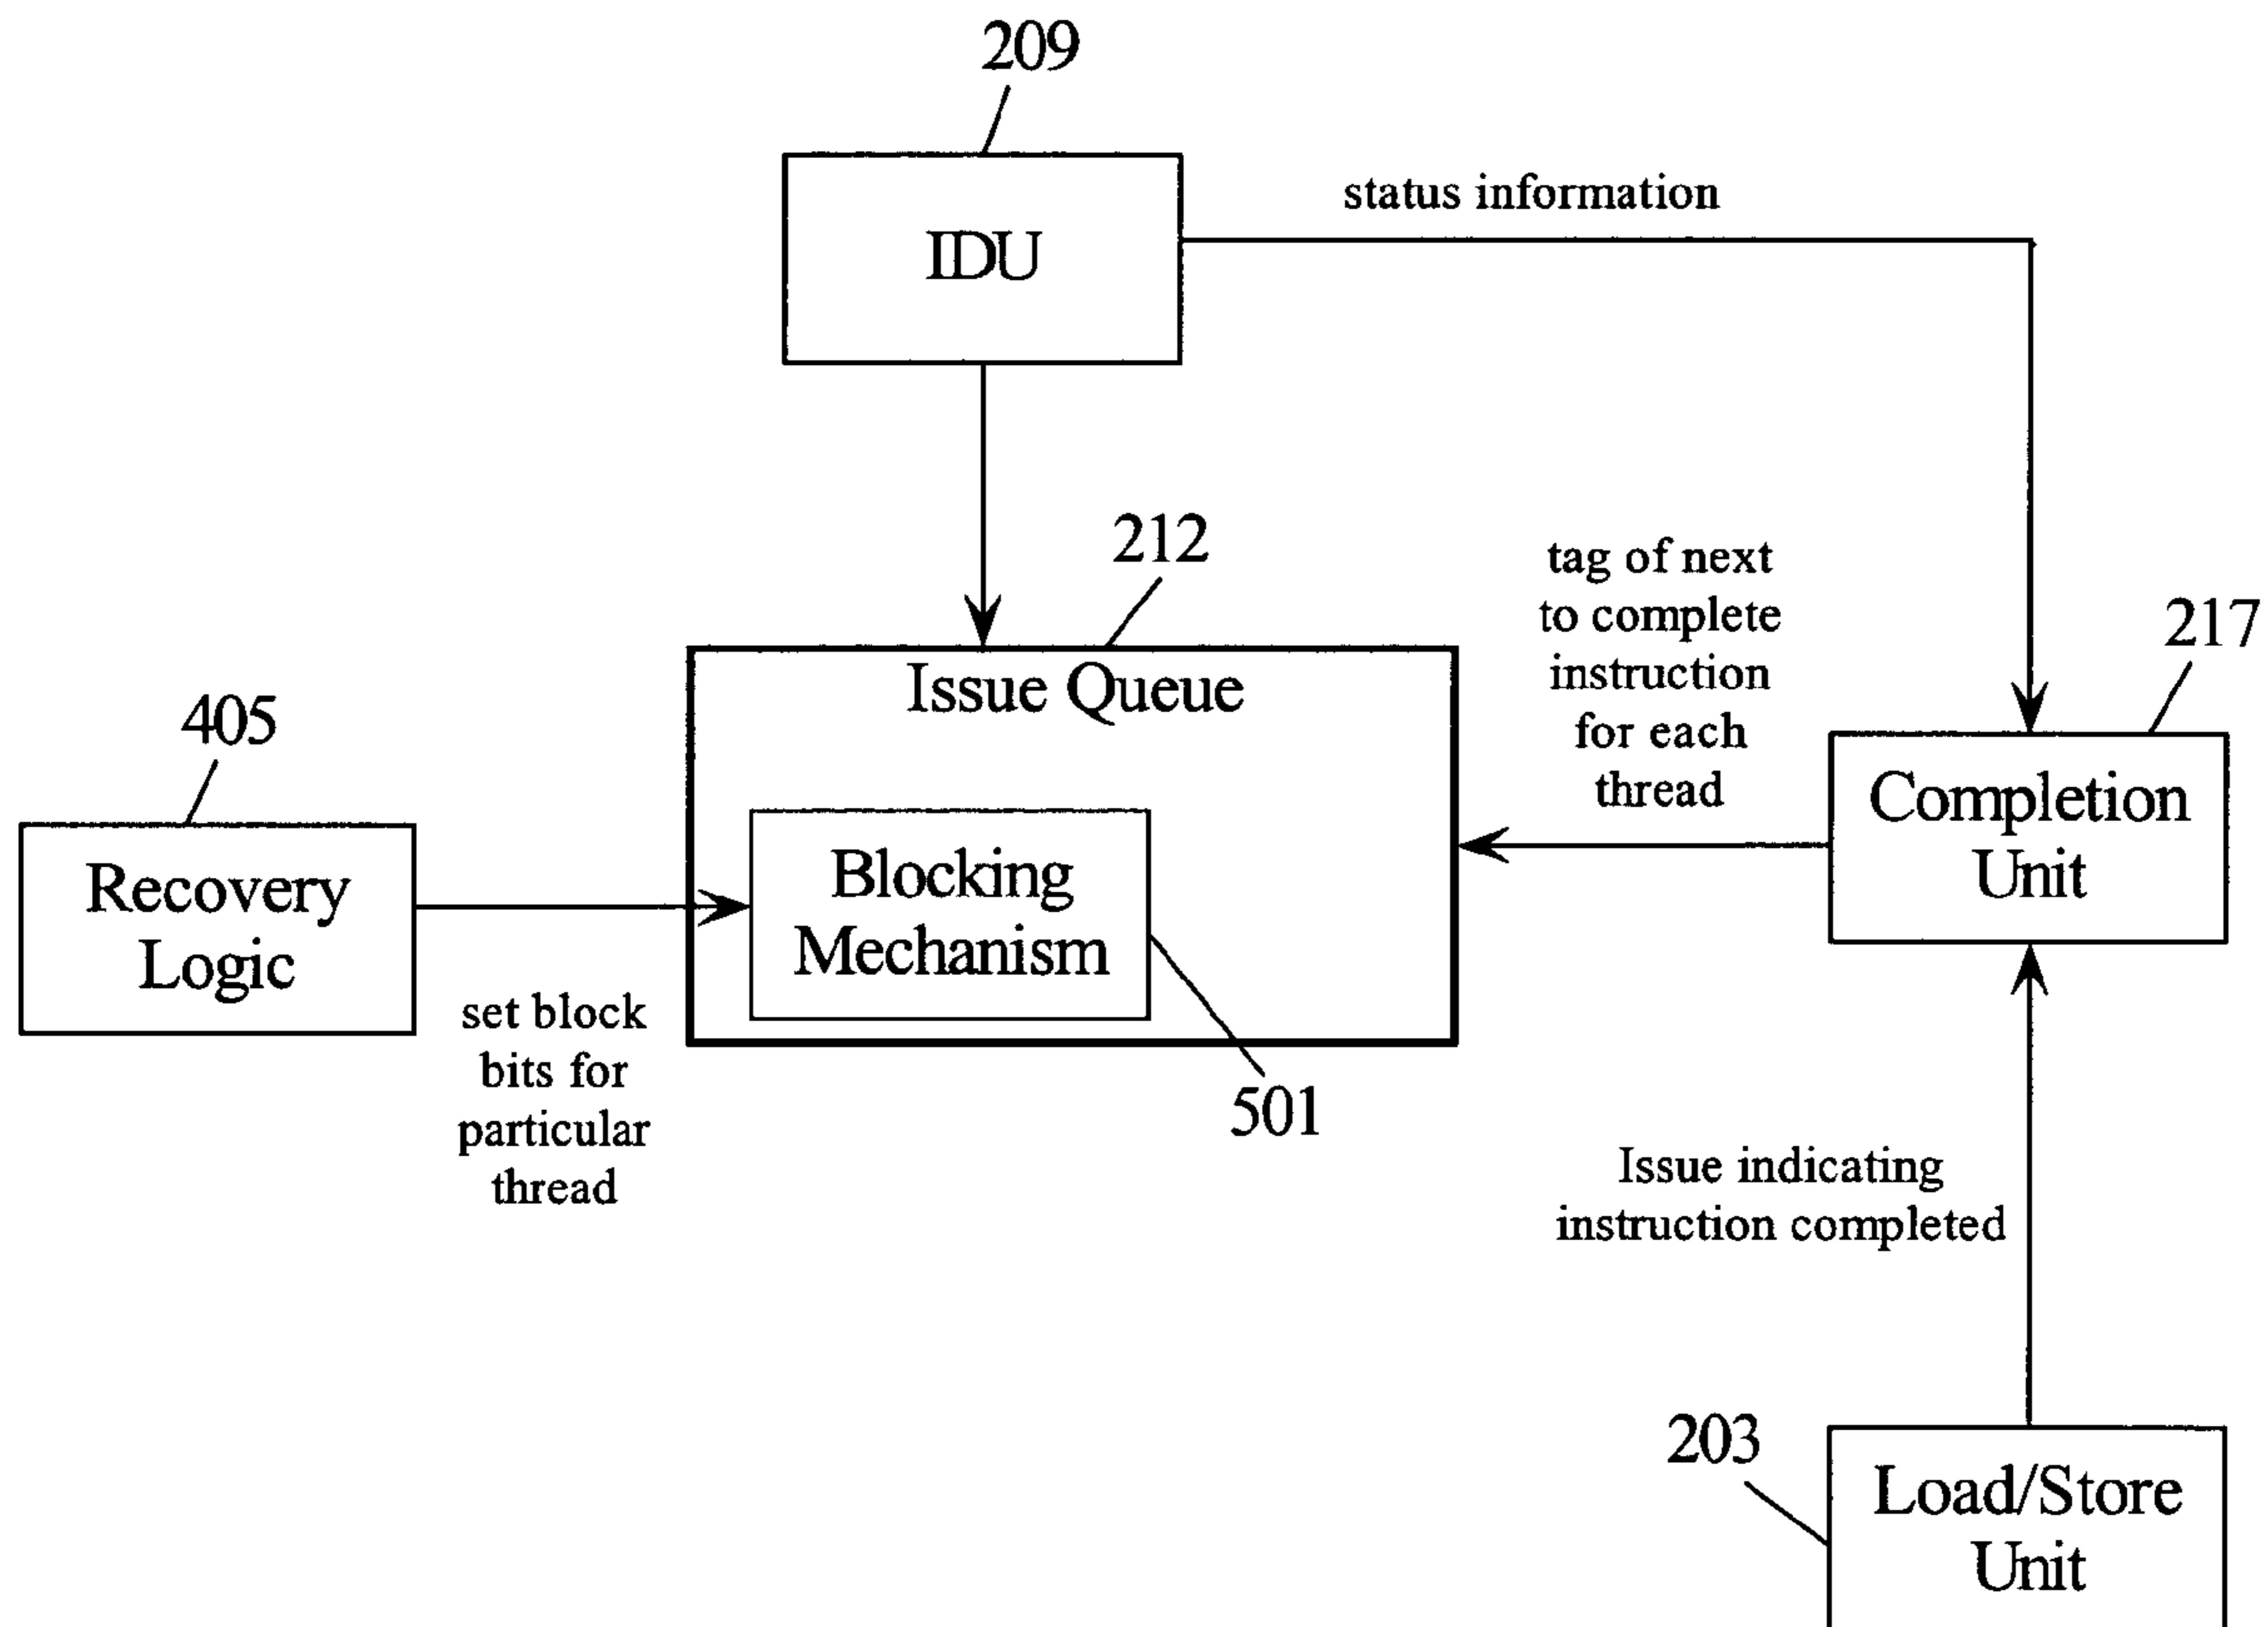 209
IDU
status information
212
Issue Queue
tag of next
to complete
instruction
for each
thread
217
Completion
Unit
405
Recovery
Logic
Blocking
Mechanism
set block
bits for
particular
thread
501
Issue indicating
instruction completed
203
Load/Store
Unit